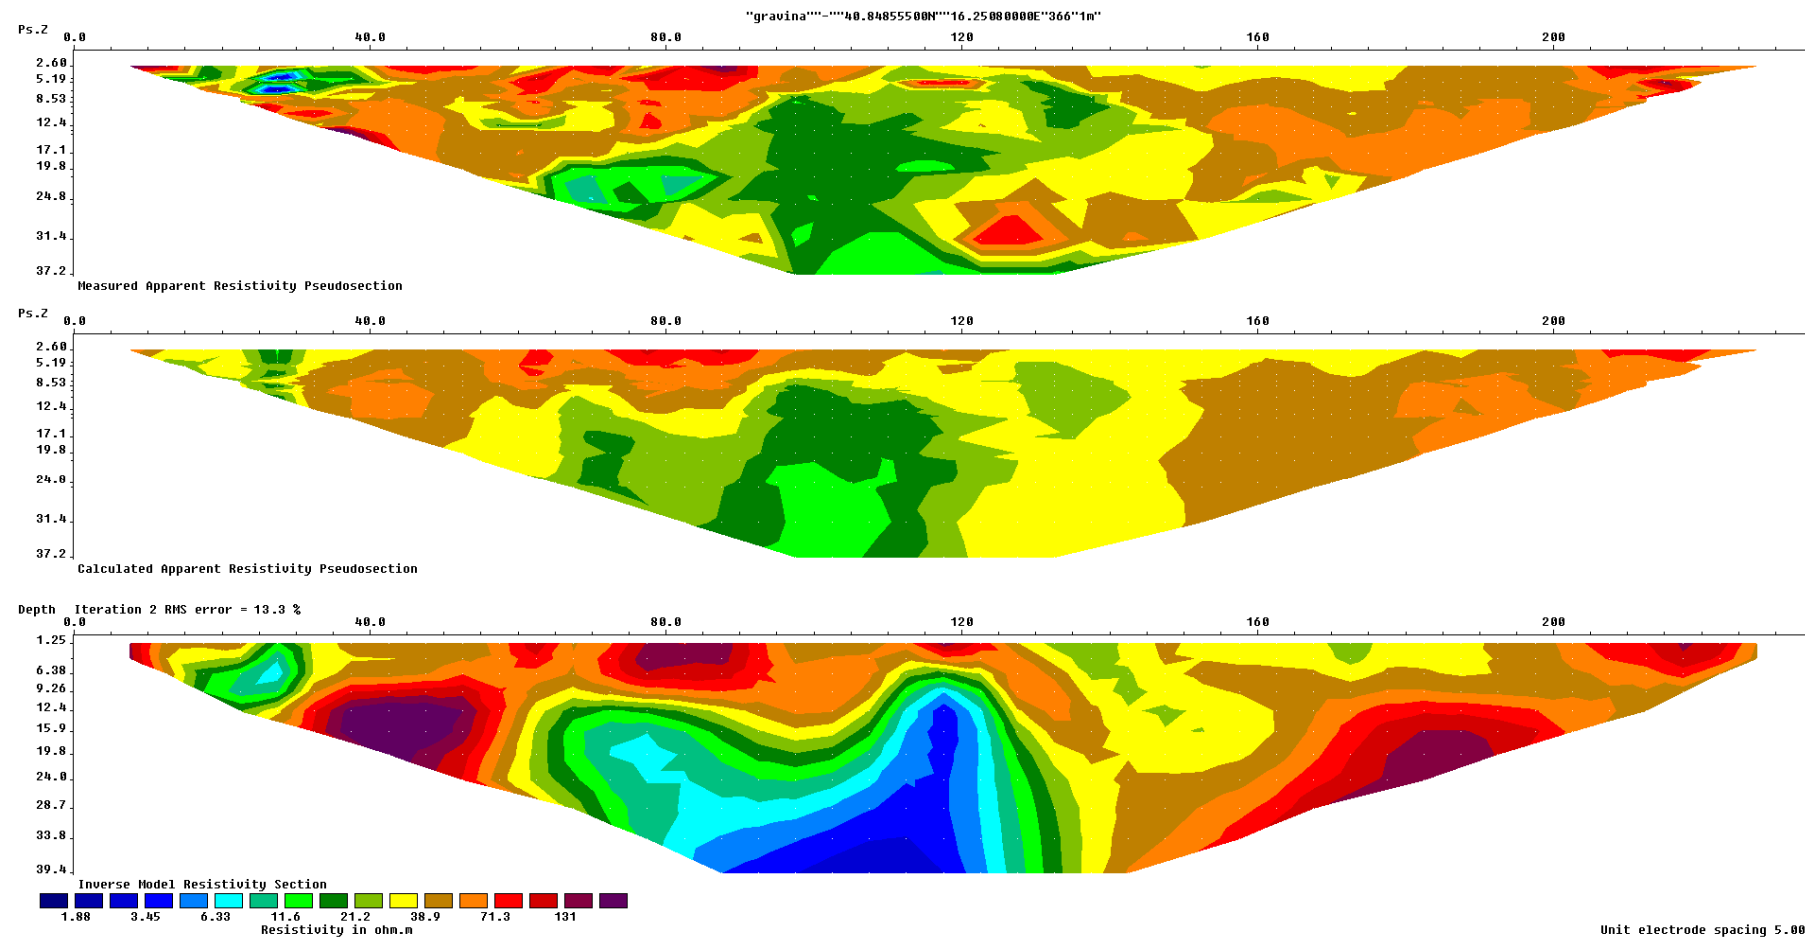 "gravina""-""40.84855500N""16.25080000E"366"1m"
Ps.Z 0.0 40.0 80.0 120 160 200
2.60
5.19
8.53
12.4
17.1
19.8
24.8
31.4
37.2
Measured Apparent Resistivity Pseudosection
Ps.Z 0.0 40.0 80.0 120 160 200
2.60
5.19
8.53
12.4
17.1
19.8
24.8
31.4
37.2
Calculated Apparent Resistivity Pseudosection
Depth Iteration 2 RMS error = 13.3 %
0.0 40.0 80.0 120 160 200
1.25
6.38
9.26
12.4
15.9
19.8
24.0
28.7
33.8
39.4
Inverse Model Resistivity Section
1.88 3.45 6.33 11.6 21.2 38.9 71.3 131
Resistivity in ohm.m
Unit electrode spacing 5.00